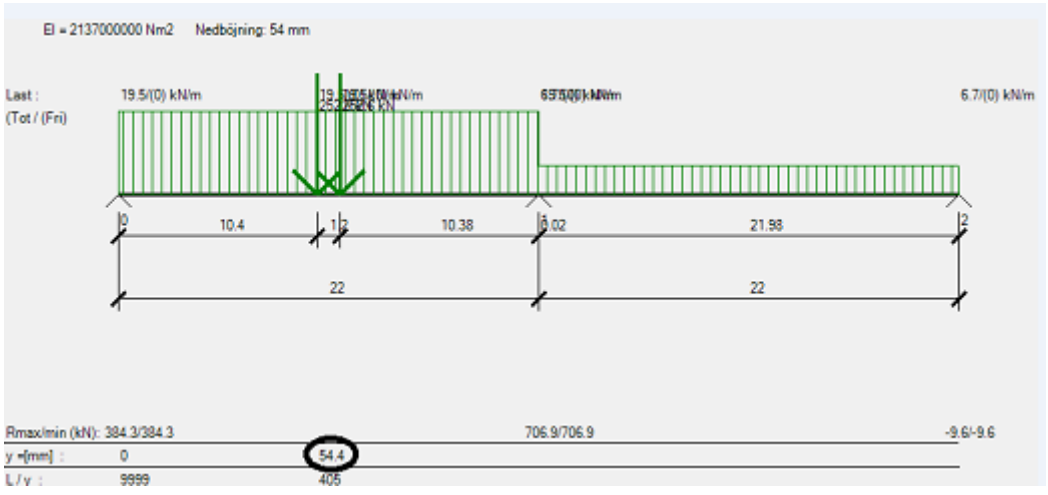 EI = 2137000000 Nm2 Nedböjning: 54 mm
Last : 19.5/(0) kN/m 6.7/(0) kN/m
(Tot / (Fri)
0 2
10.4 10.38 0.02 21.98
22 22
Rmax/min (kN): 384.3/384.3 706.9/706.9 -9.6/-9.6
y =[mm] : 0 54.4
L / y : 9999 405